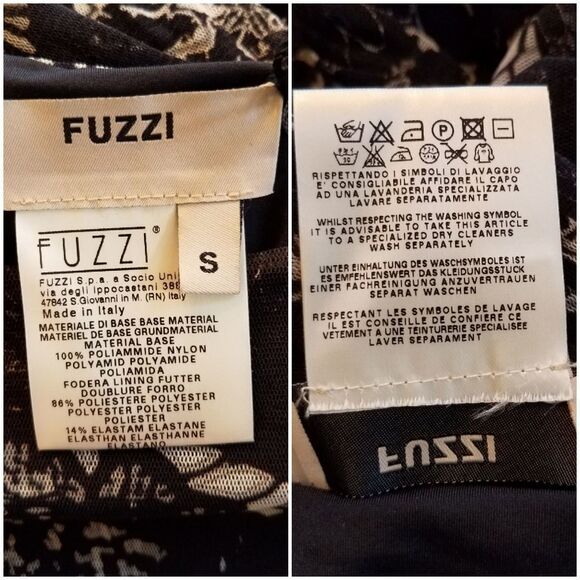 FUZZI
FUZZI®
S
FUZZI S.p.a. a Socio Uni
via degli Ippocastani
47842 S.Giovanni in M. (RN) Italy
Made in Italy
MATERIALE DI BASE BASE MATERIAL
MATERIEL DE BASE GRUNDMATERIAL
MATERIAL BASE
100% POLIAMMIDE NYLON
POLYAMID POLYAMIDE
POLIAMIDA
FODERA LINING FUTTER
DOUBLURE FORRO
86% POLIESTERE POLYESTER
POLYESTER POLYESTER
POLIESTER
14% ELASTAM ELASTANE
ELASTHAN ELASTHANNE
ELASTANO
P
RISPETTANDO I SIMBOLI DI LAVAGGIO
E' CONSIGLIABILE AFFIDARE IL CAPO
AD UNA LAVANDERIA SPECIALIZZATA
LAVARE SEPARATAMENTE
WHILST RESPECTING THE WASHING SYMBOL
IT IS ADVISABLE TO TAKE THIS ARTICLE
TO A SPECIALIZED DRY CLEANERS
WASH SEPARATELY
UNTER EINHALTUNG DES WASCHSYMBOLES IST
ES EMPFEHLENSWERT DAS KLEIDUNGSSTÜCK
EINER FACHREINIGUNG ANZUVERTRAUEN
SEPARAT WASCHEN
RESPECTANT LES SYMBOLES DE LAVAGE
IL EST CONSEILLE DE CONFIER CE
VETEMENT A UNE TEINTURERIE SPECIALISEE
LAVER SEPARAMENT
FUZZI